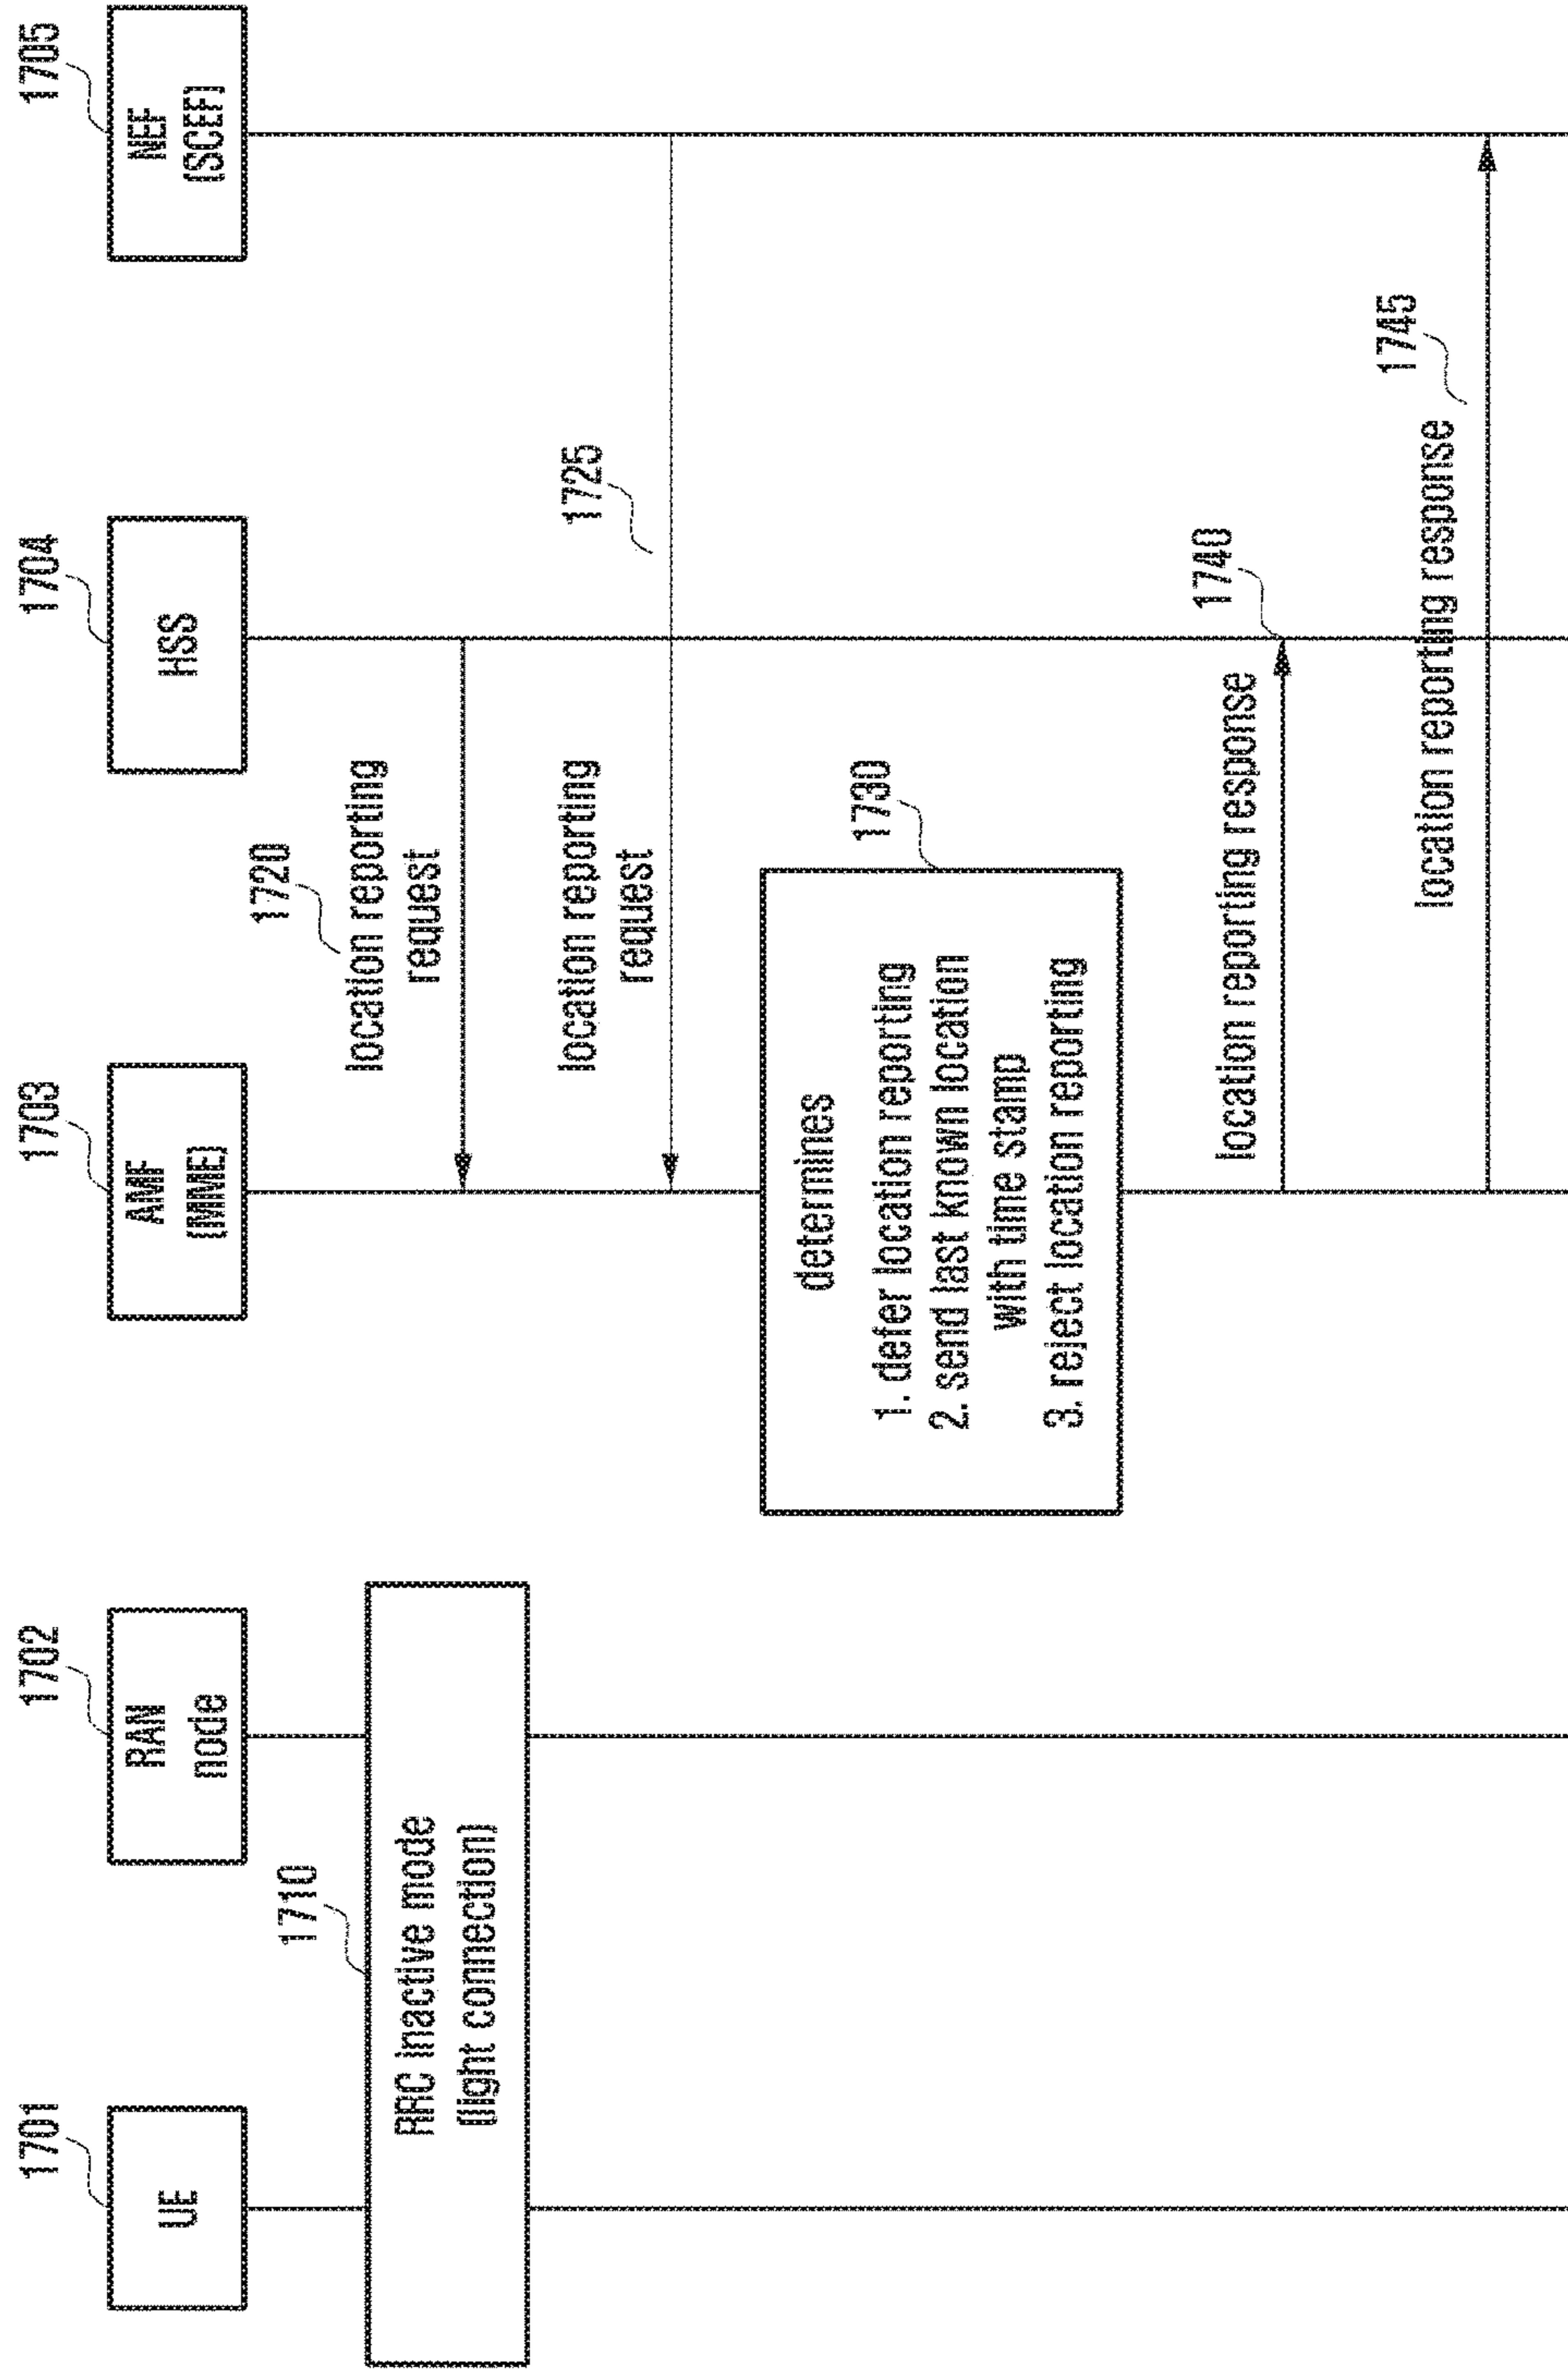 1701
1702
1703
1704
1705
UE
RAN
node
AMF
(MME)
HSS
NEF
(SCEF)
1710
RRC inactive mode
(light connection)
1720
location reporting
request
1725
location reporting
request
1730
determines
1. defer location reporting
2. send last known location
with time stamp
3. reject location reporting
1740
location reporting response
1745
location reporting response